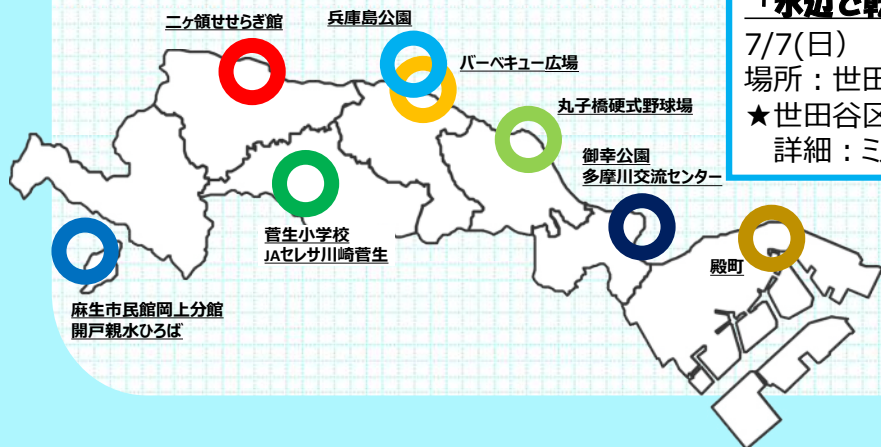 二ヶ領せせらぎ館
兵庫島公園
バーベキュー広場
丸子橋硬式野球場
御幸公園
多摩川交流センター
菅生小学校
JAセレサ川崎菅生
殿町
麻生市民館岡上分館
開戸親水ひろば
「水辺で
7/7(日)
場所：世田
★世田谷区
詳細：ミ